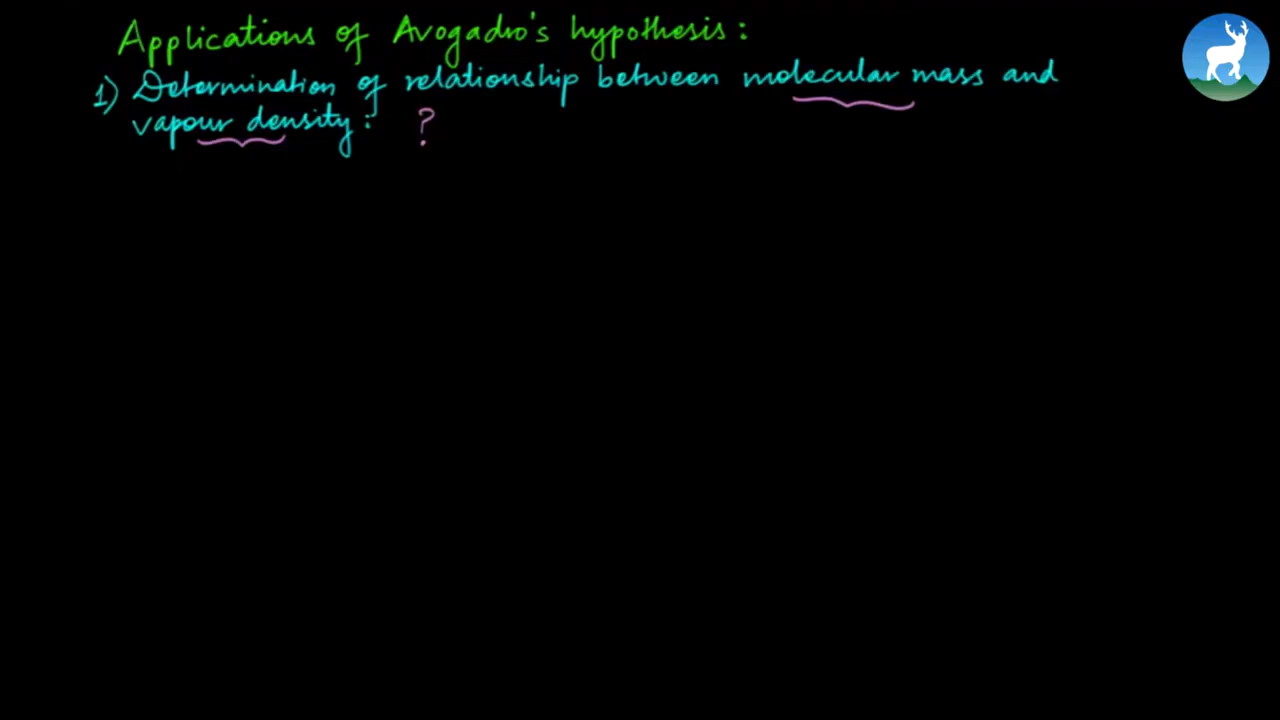 Applications of Avogadro's hypothesis:
1) Determination of relationship between molecular mass and
vapour density: ?